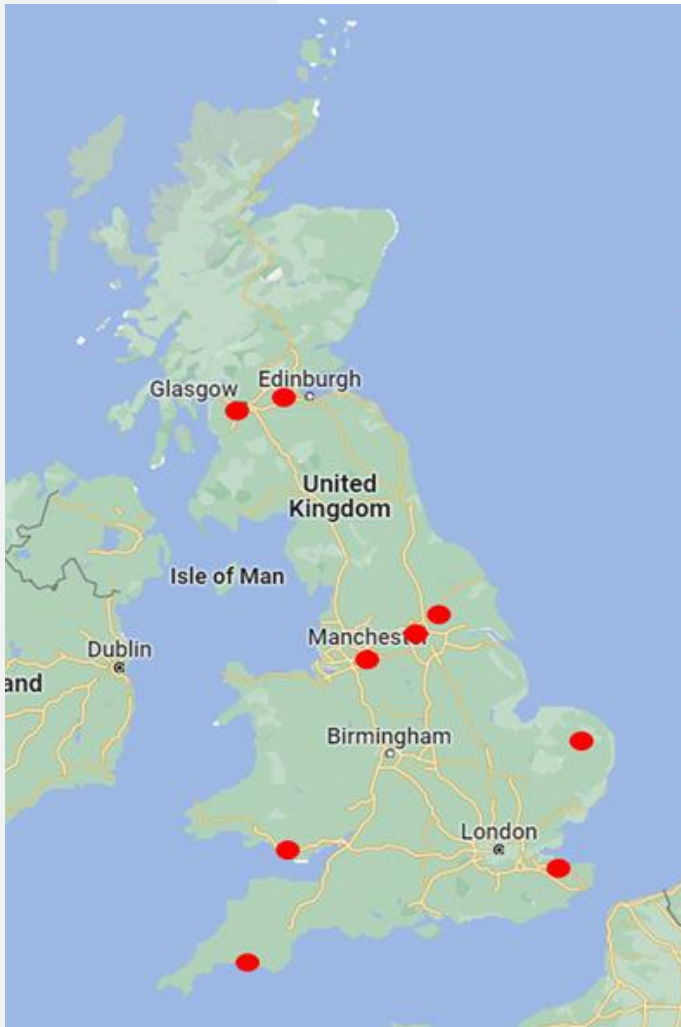 Glasgow
Edinburgh
United
Kingdom
Isle of Man
Manchester
Dublin
and
Birmingham
London